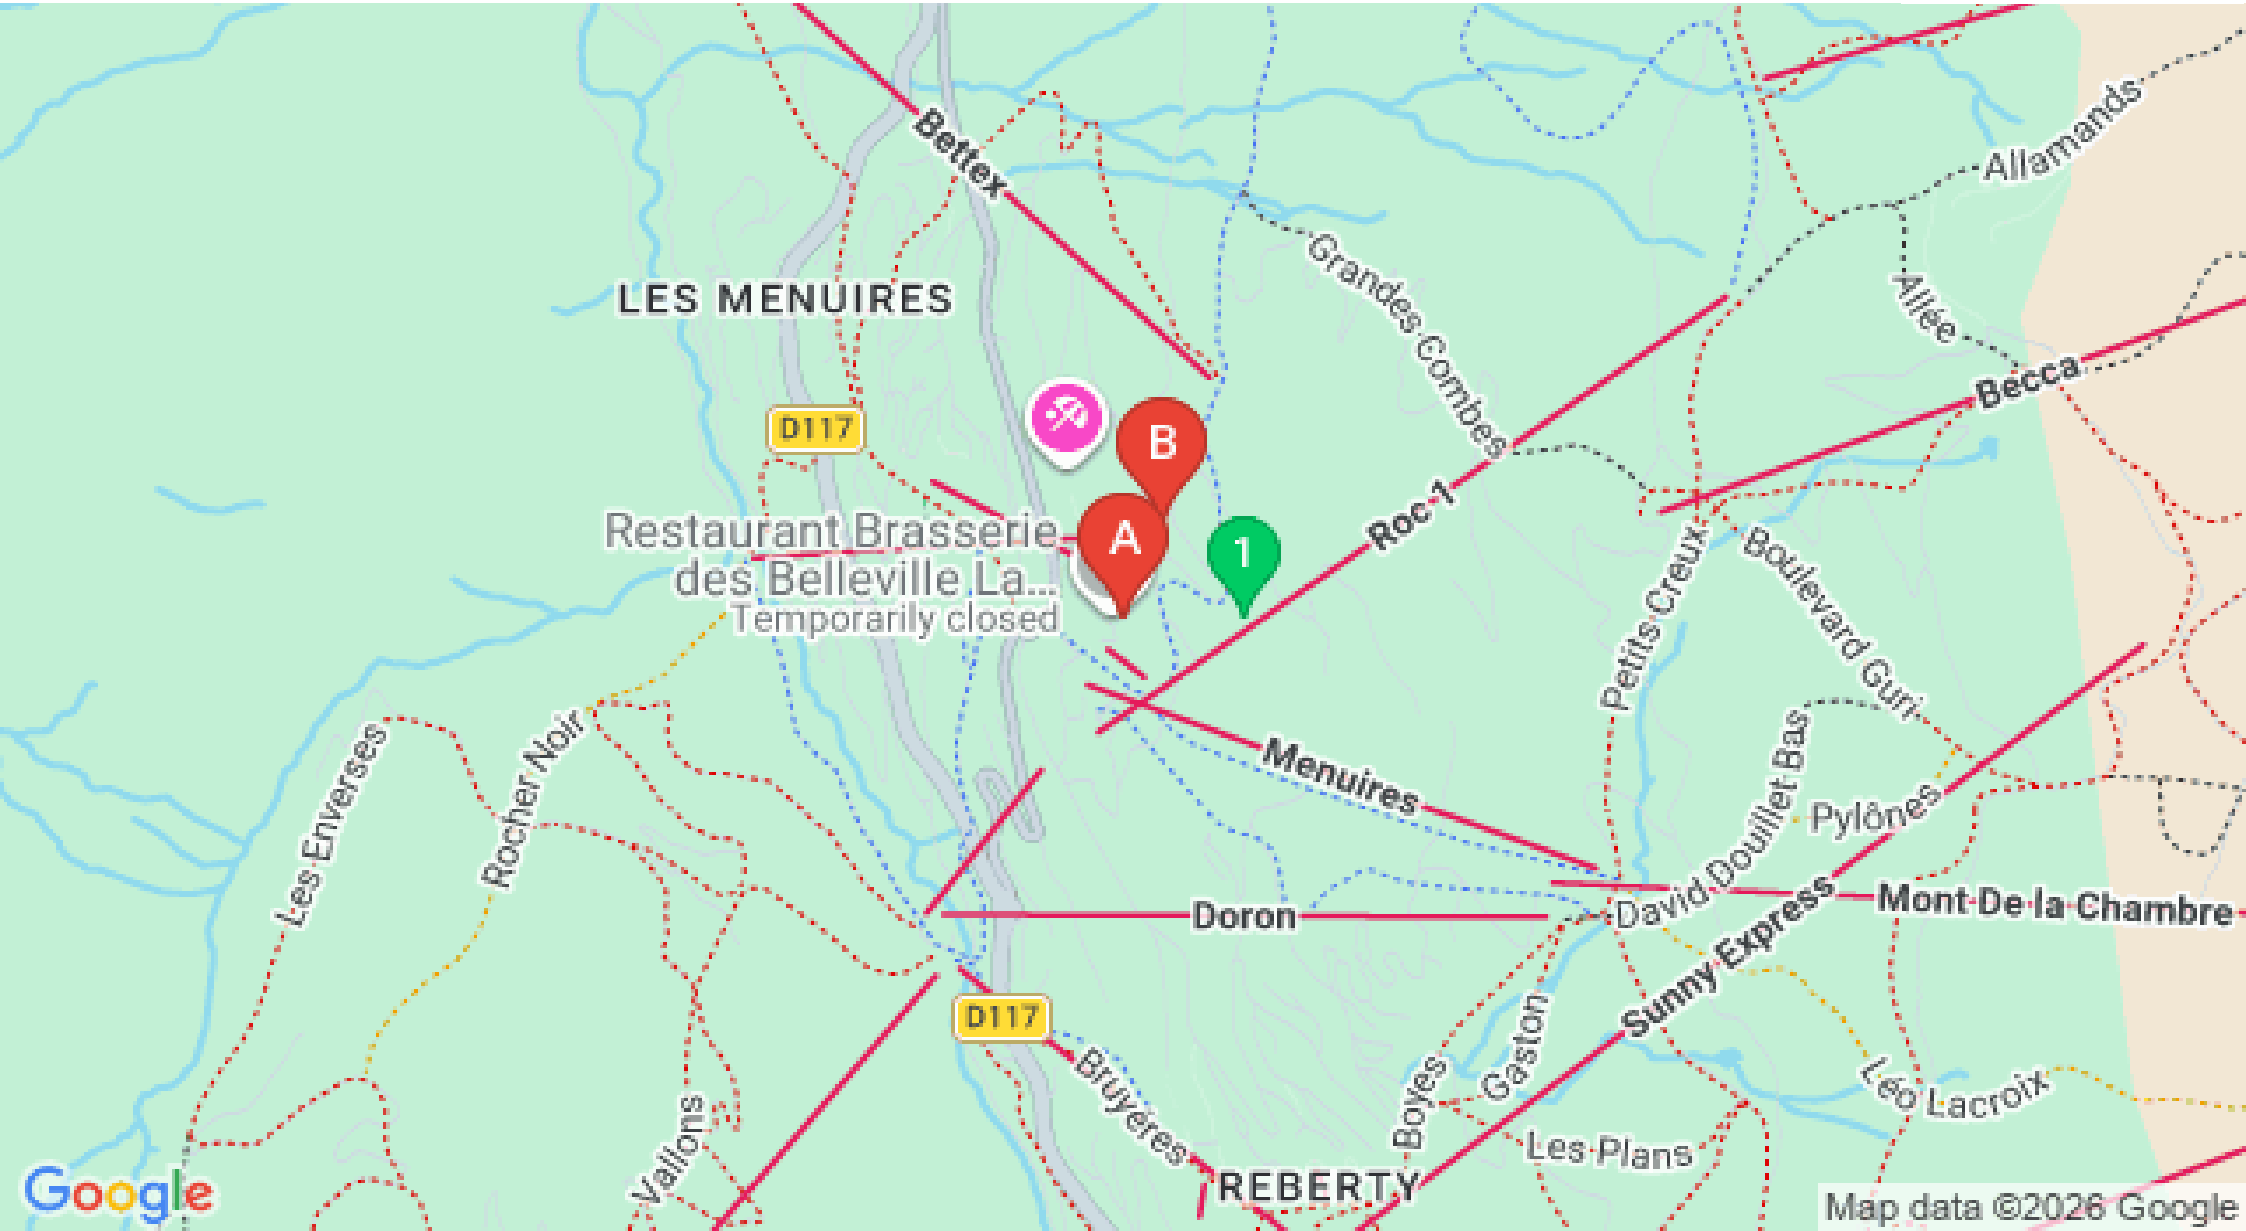 Bettex
Allamands
Grandes Combes
Allée
LES MENUIRES
Becca
D117
B
Roc 1
A
1
Restaurant Brasserie
des Belleville La...
Temporarily closed
Petits Creux
Boulevard Guri
Les Enverses
Rocher Noir
Menuires
David Douillet Bas
Pylônes
Doron
Mont De la Chambre
Sunny Express
D117
Bruyères
Boyes
Gaston
Léo Lacroix
Vallons
Les Plans
REBERTY
Google
Map data ©2026 Google